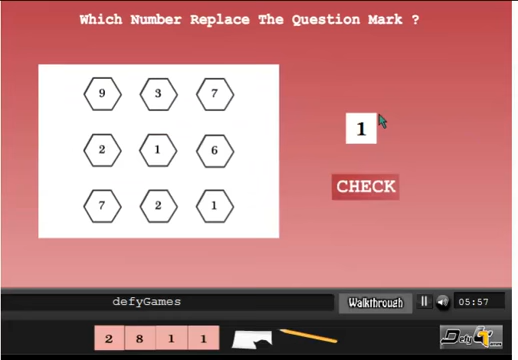 Which Number Replace The Question Mark ?
9 3 7
2 1 6
7 2 1
1
CHECK
defyGames
Walkthrough
05:57
2 8 1 1